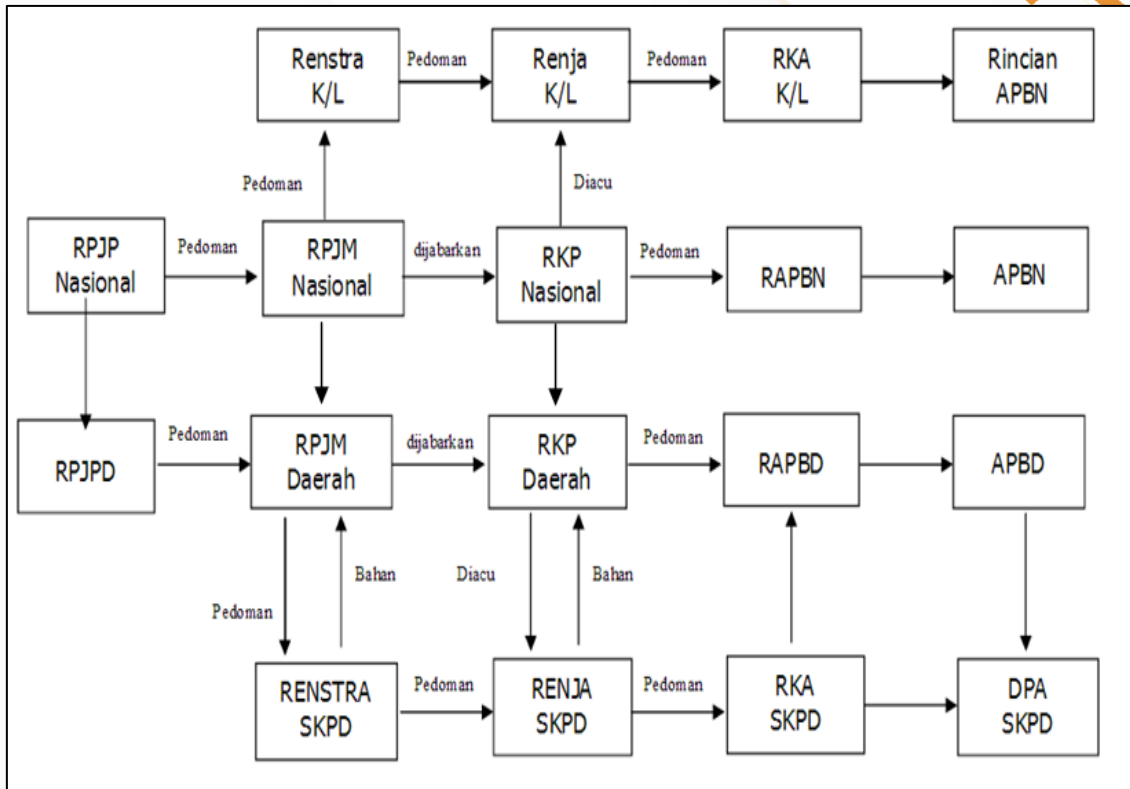 Renstra
K/L
Pedoman
Renja
K/L
Pedoman
RKA
K/L
Rincian
APBN
Pedoman
Diacu
RPJP
Nasional
Pedoman
RPJM
Nasional
dijabarkan
RKP
Nasional
Pedoman
RAPBN
APBN
RPJPD
Pedoman
RPJM
Daerah
dijabarkan
RKP
Daerah
Pedoman
RAPBD
APBD
Pedoman
Bahan
Diacu
Bahan
RENSTRA
SKPD
Pedoman
RENJA
SKPD
Pedoman
RKA
SKPD
DPA
SKPD